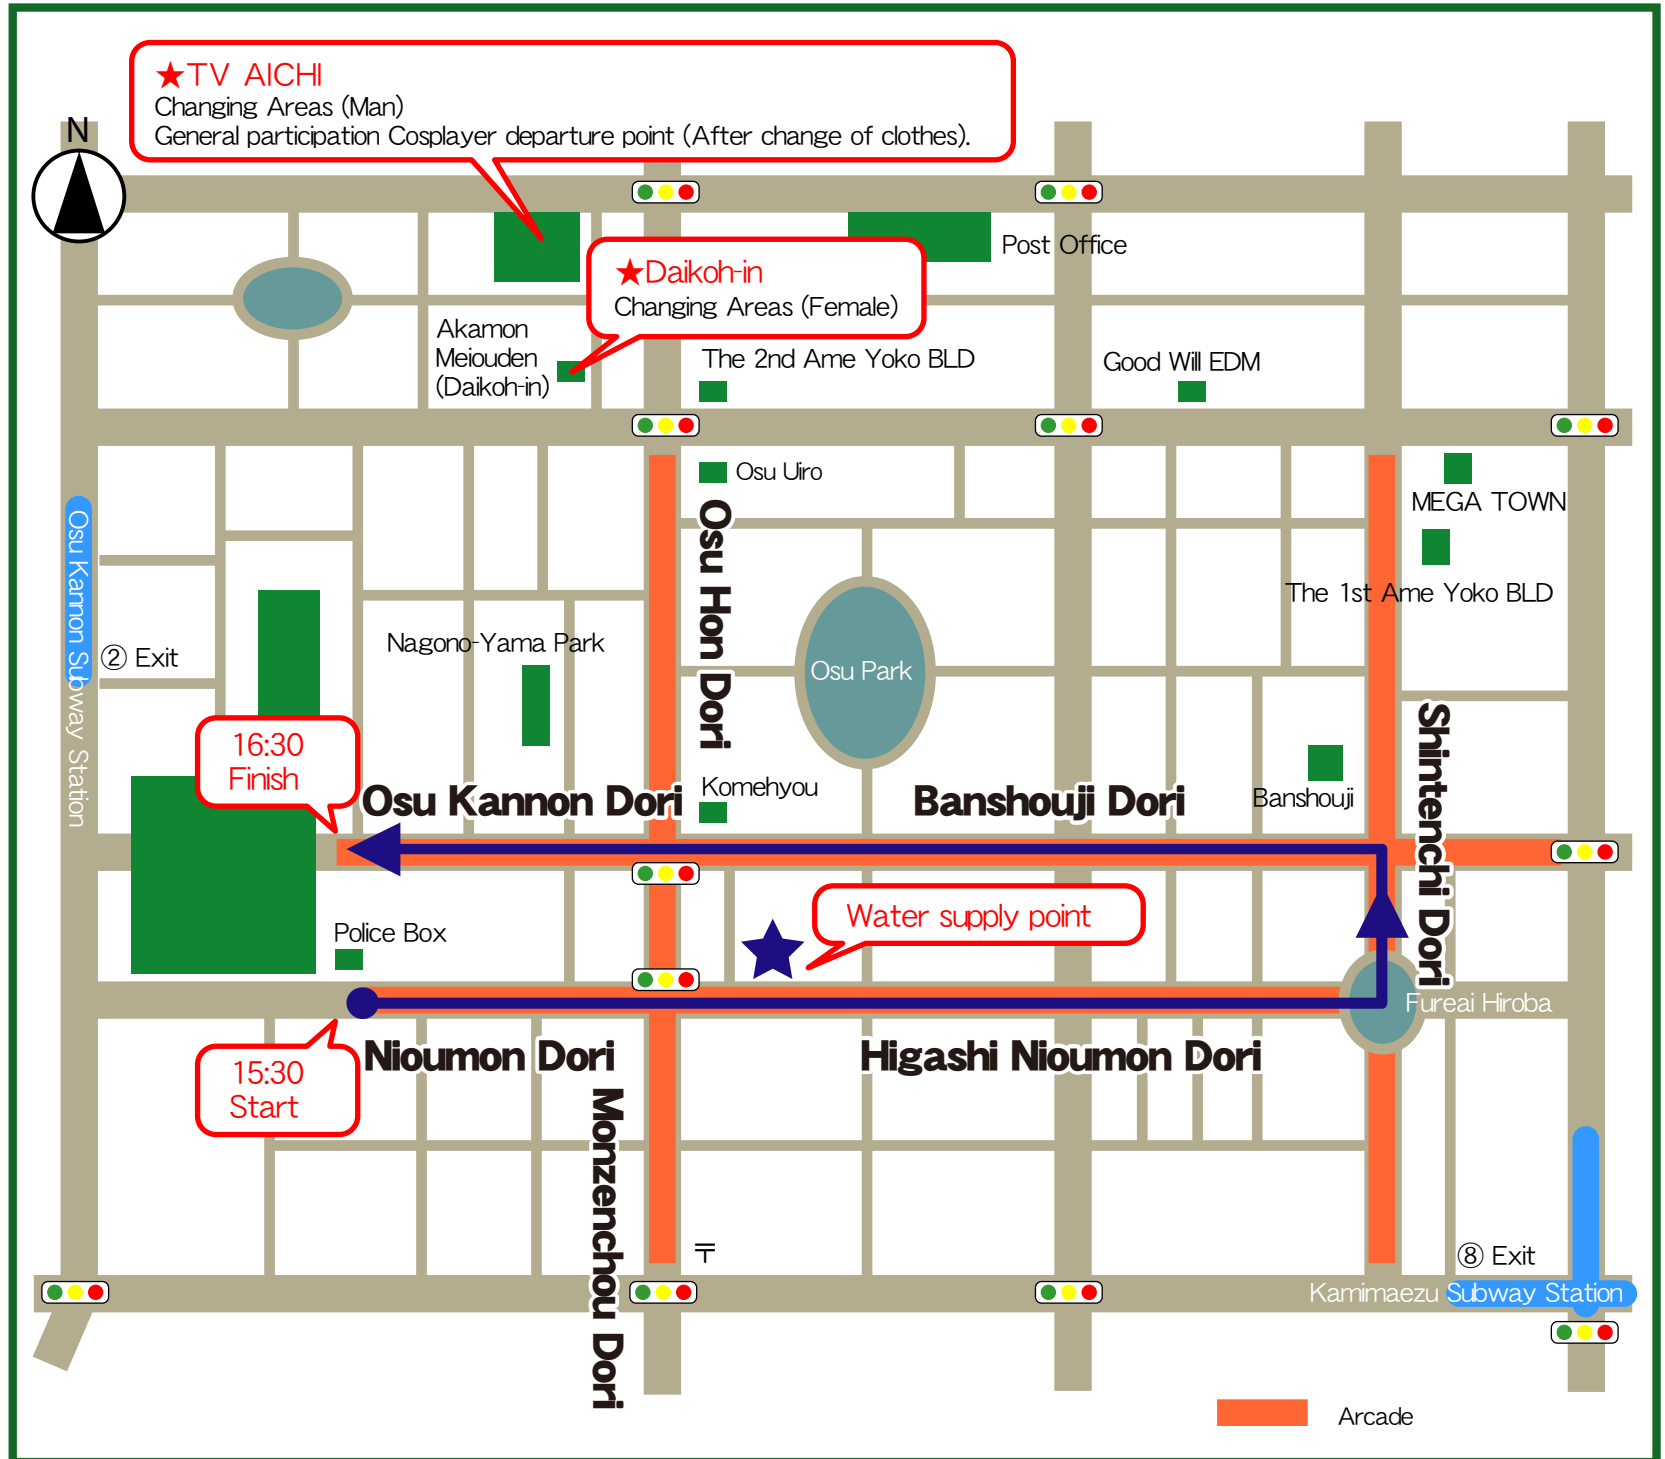 ★TV AICHI
Changing Areas (Man)
General participation Cosplayer departure point (After change of clothes).
N
Post Office
★Daikoh-in
Changing Areas (Female)
Akamon
Meiouden
(Daikoh-in)
The 2nd Ame Yoko BLD
Good Will EDM
Osu Uiro
MEGA TOWN
Osu Hon Dori
Osu Kannon Subway Station
The 1st Ame Yoko BLD
Nagono-Yama Park
② Exit
Osu Park
Shintenchi Dori
16:30
Finish
Osu Kannon Dori
Komehyou
Banshouji Dori
Banshouji
Water supply point
Police Box
Fureai Hiroba
Nioumon Dori
Higashi Nioumon Dori
15:30
Start
Monzenchou Dori
〒
⑧ Exit
Kamimaezu Subway Station
Arcade